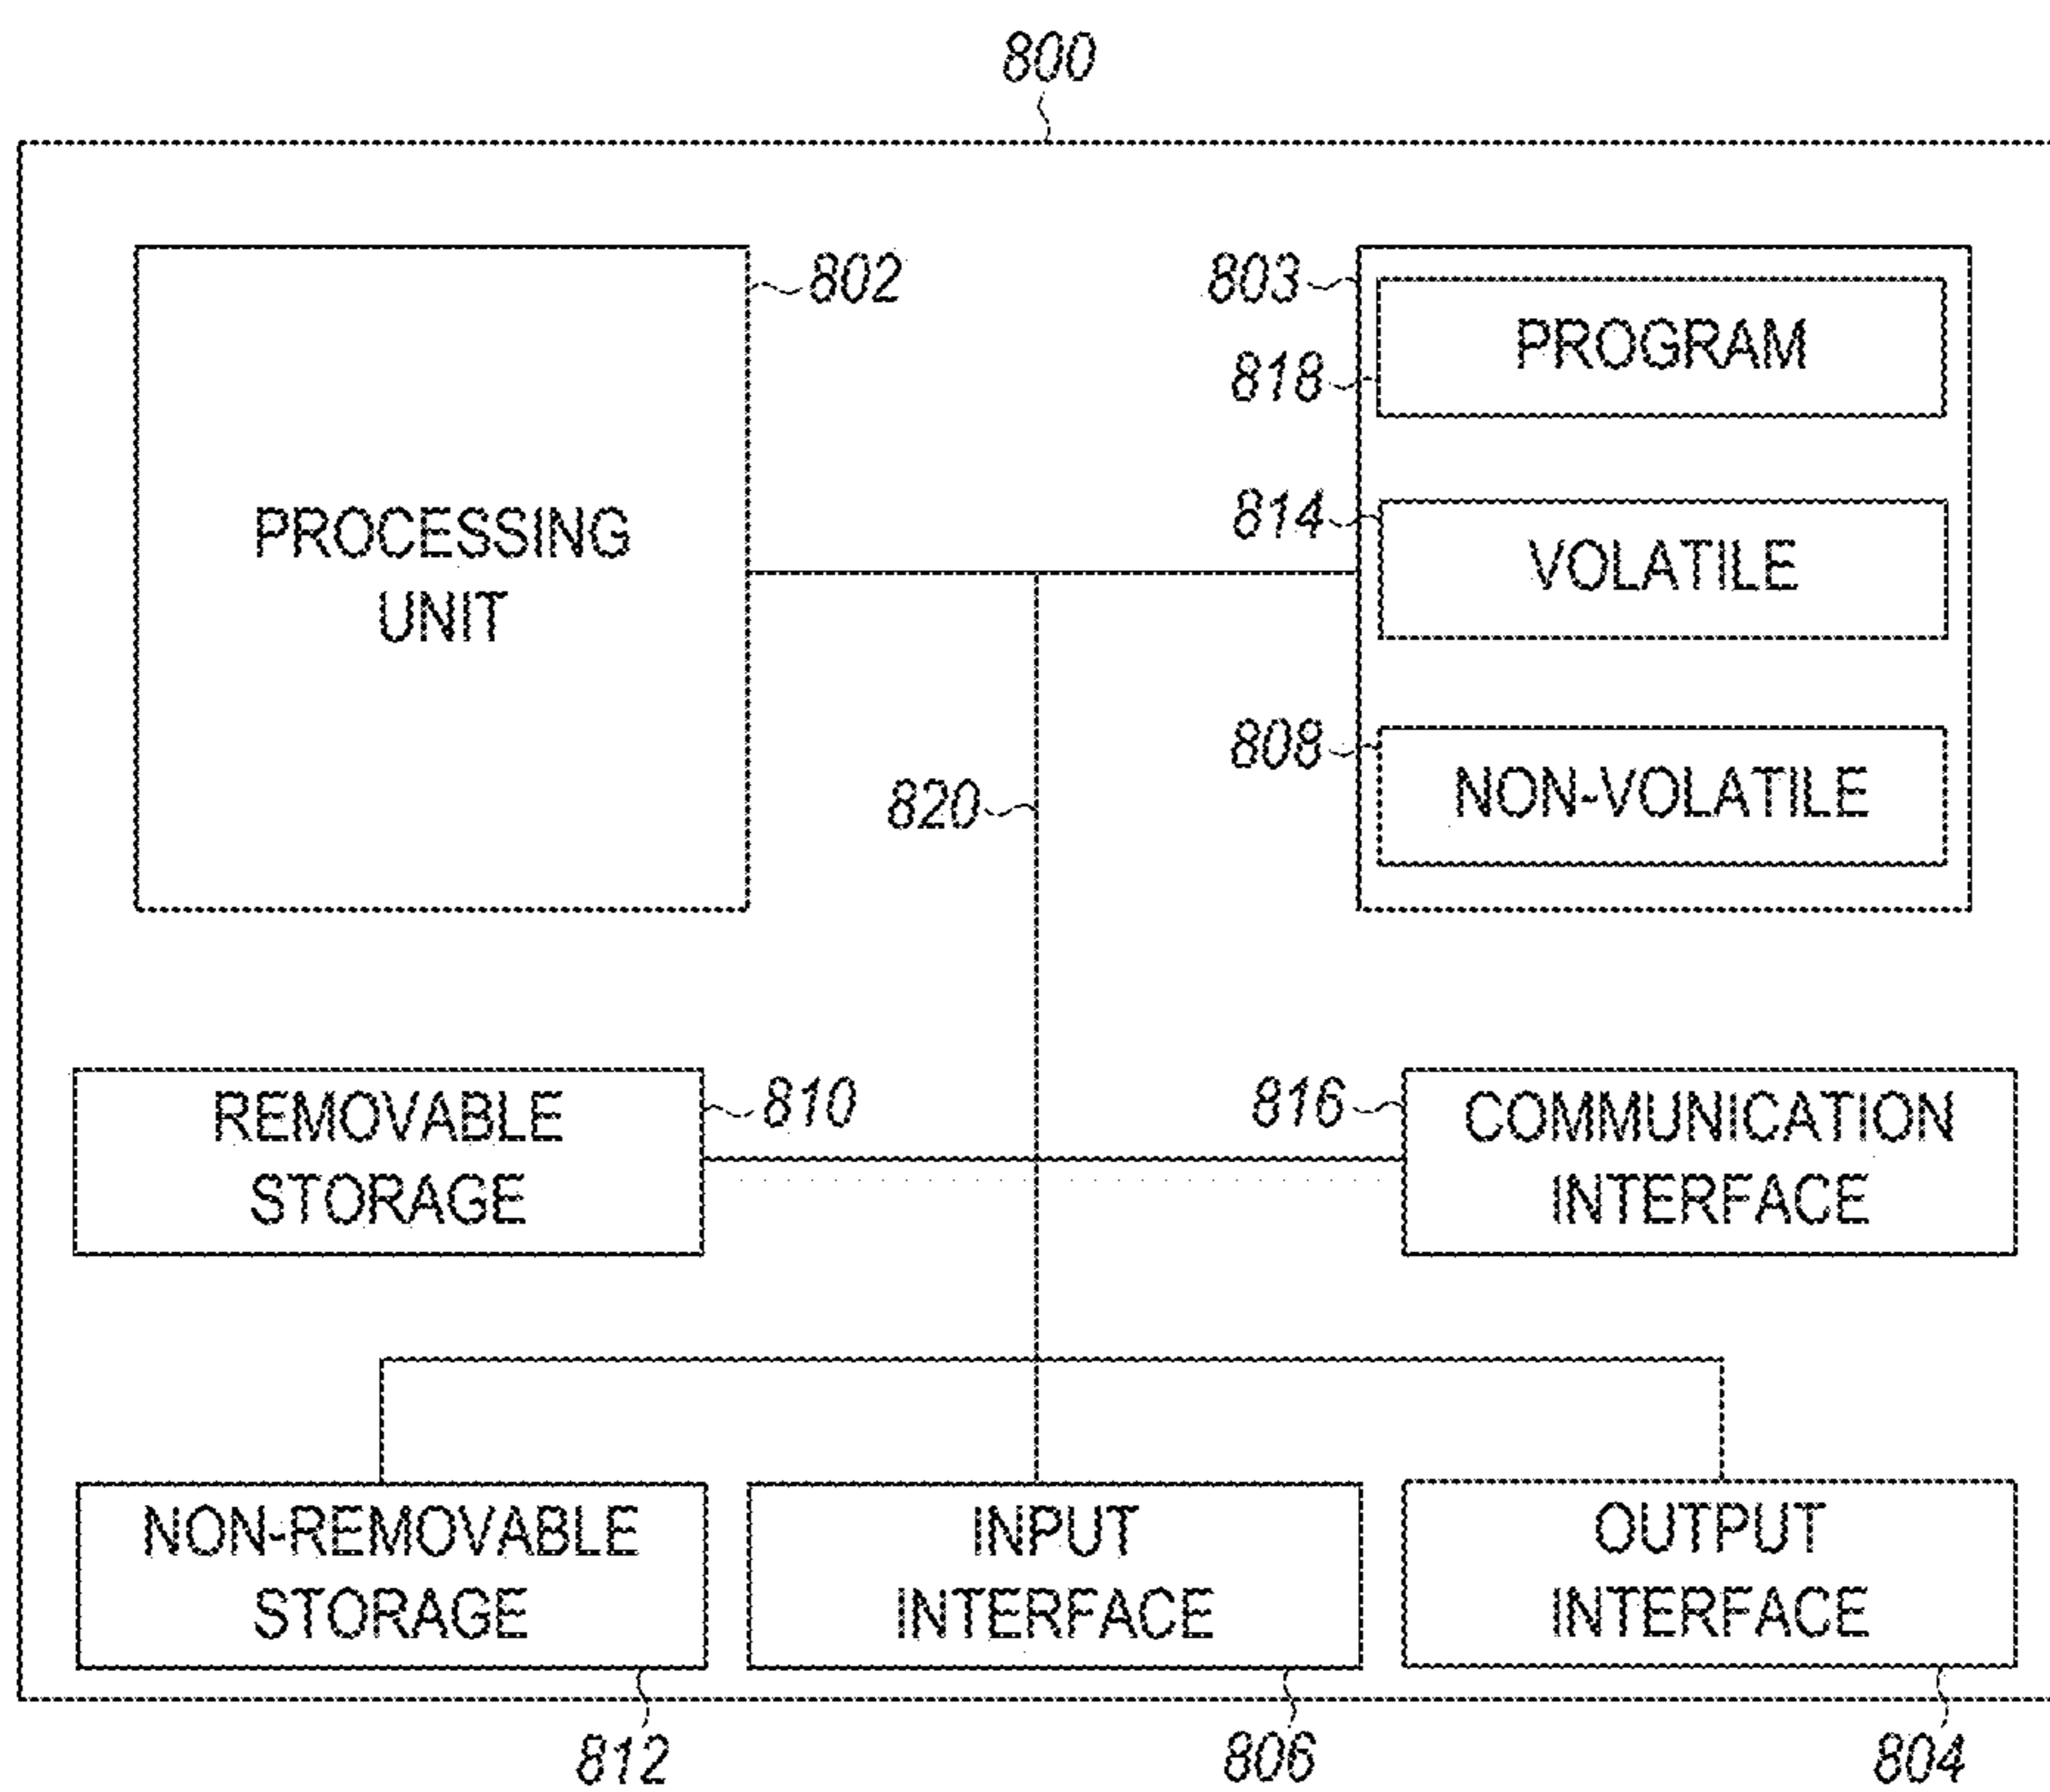 800
802
803
PROGRAM
818
814
VOLATILE
PROCESSING
UNIT
808
NON-VOLATILE
820
REMOVABLE
STORAGE
810
816
COMMUNICATION
INTERFACE
NON-REMOVABLE
STORAGE
INPUT
INTERFACE
OUTPUT
INTERFACE
812
806
804